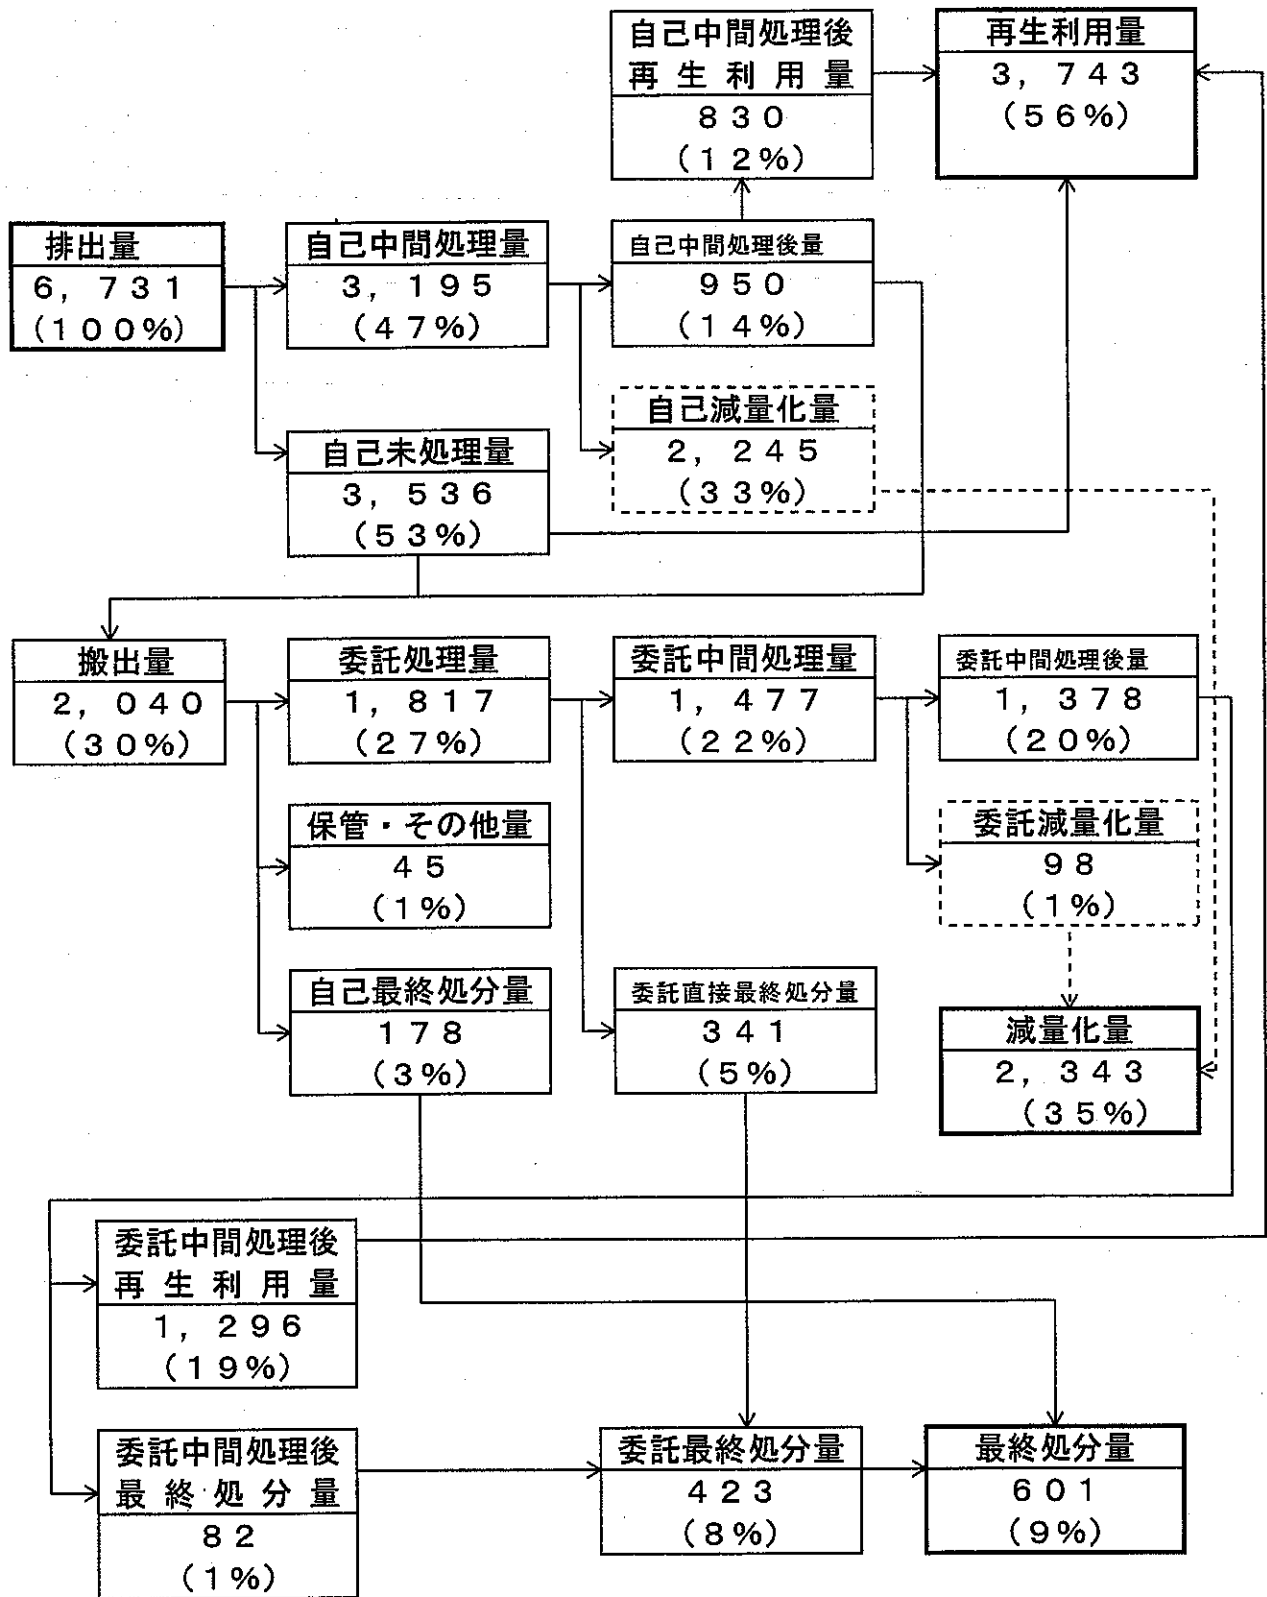 自己中間処理後
再生利用量
８３０
（１２％）
再生利用量
３，７４３
（５６％）
排出量
６，７３１
（１００％）
自己中間処理量
３，１９５
（４７％）
自己中間処理後量
９５０
（１４％）
自己減量化量
２，２４５
（３３％）
自己未処理量
３，５３６
（５３％）
搬出量
２，０４０
（３０％）
委託処理量
１，８１７
（２７％）
委託中間処理量
１，４７７
（２２％）
委託中間処理後量
１，３７８
（２０％）
保管・その他量
４５
（１％）
委託減量化量
９８
（１％）
自己最終処分量
１７８
（３％）
委託直接最終処分量
３４１
（５％）
減量化量
２，３４３
（３５％）
委託中間処理後
再生利用量
１，２９６
（１９％）
委託中間処理後
最終処分量
８２
（１％）
委託最終処分量
４２３
（８％）
最終処分量
６０１
（９％）